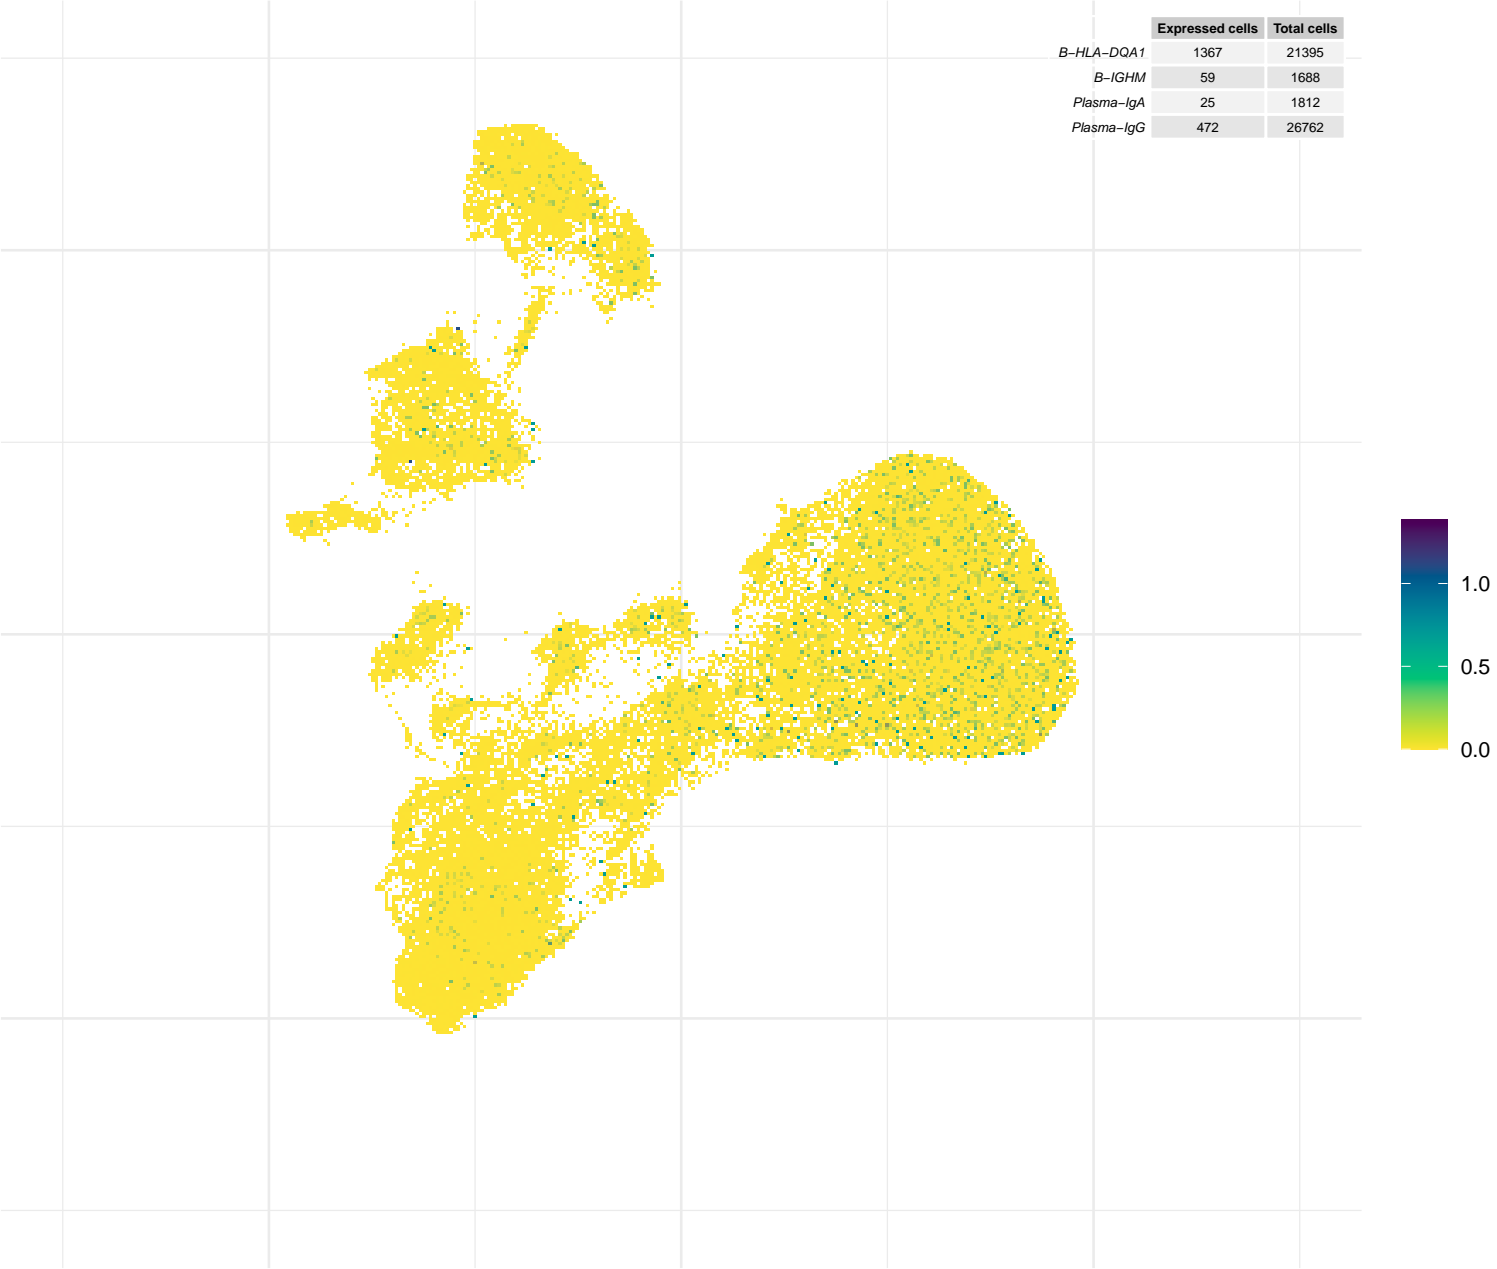 Expressed cells Total cells
B−HLA−DQA1 1367 21395
B−IGHM 59 1688
Plasma−IgA 25 1812
Plasma−IgG 472 26762
1.0
0.5
0.0